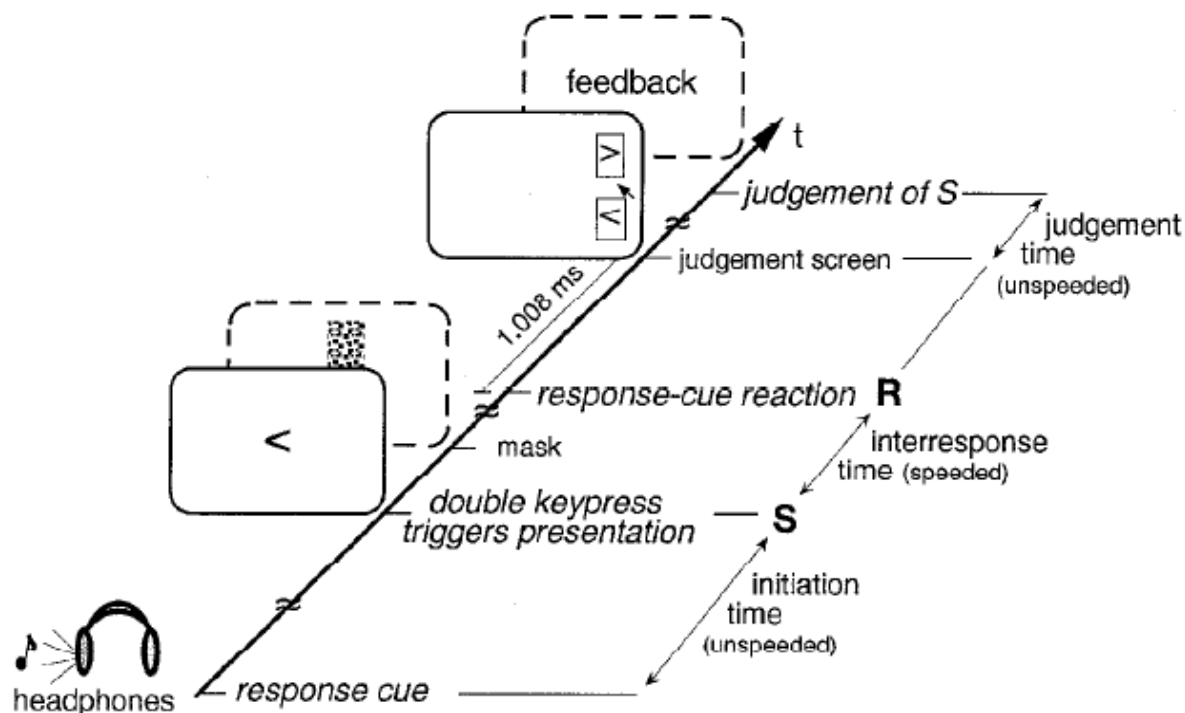 feedback
t
>
<
judgement of S
judgement
time
(unspeeded)
judgement screen
1.008 ms
response-cue reaction
R
<
mask
interresponse
time (speeded)
double keypress
triggers presentation
S
initiation
time
(unspeeded)
headphones
response cue